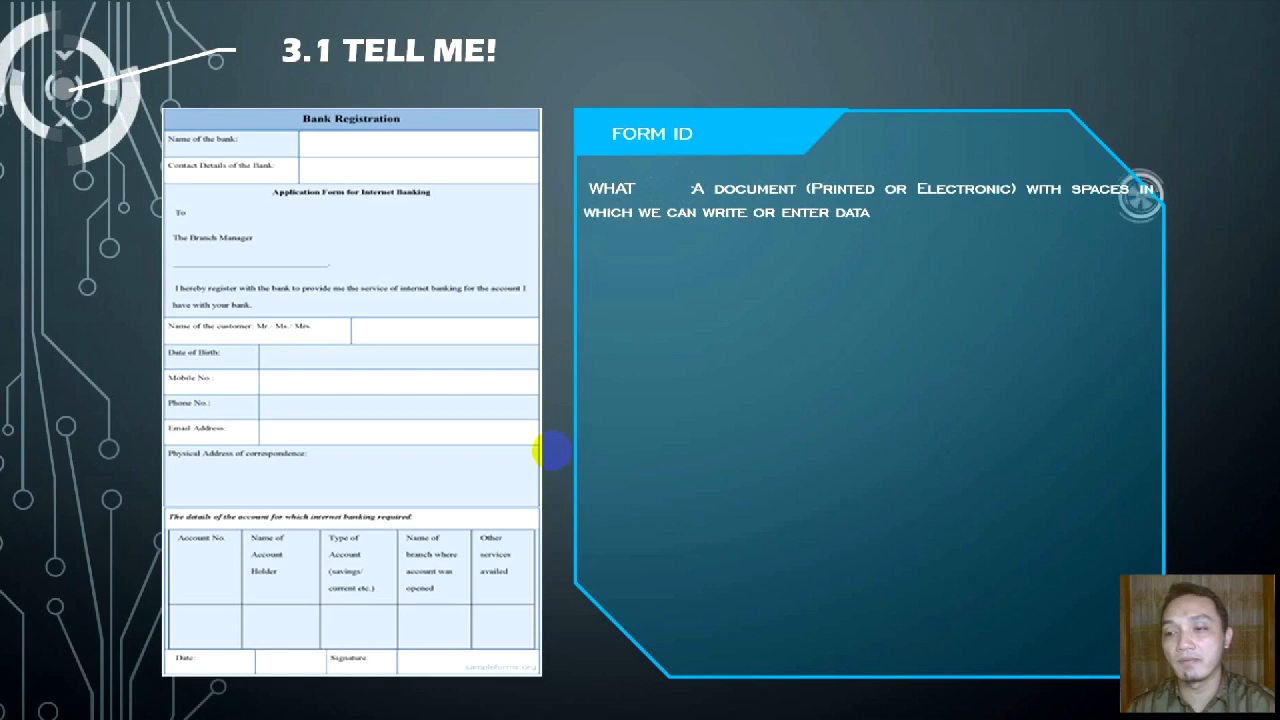 3.1 TELL ME!
Bank Registration
Name of the bank:
Contact Details of the Bank:
Application Form for Internet Banking
To
The Branch Manager
.
I hereby register with the bank to provide me the service of internet banking for the account I
have with your bank.
Name of the customer: Mr./ Ms./ Mrs.
Date of Birth:
Mobile No.:
Phone No.:
Email Address:
Physical Address of correspondence:
The details of the account for which internet banking required:
Account No. Name of Type of Name of Other
Account Account branch where services
Holder (savings/ account was availed
current etc.) opened
Date: Signature:
sampleforms.org
FORM ID
WHAT :A DOCUMENT (PRINTED OR ELECTRONIC) WITH SPACES IN
WHICH WE CAN WRITE OR ENTER DATA